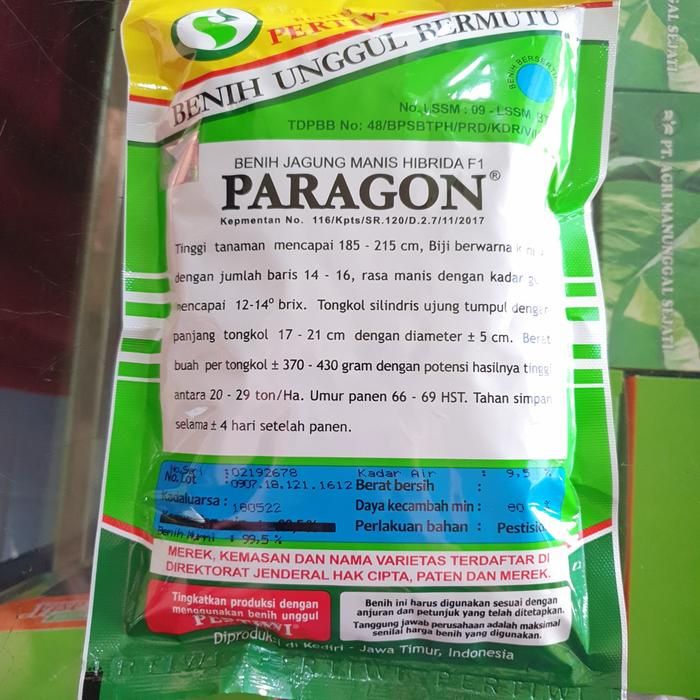 PERTIWI
BENIH UNGGUL BERMUTU
No. LSSM : 09 - LSSM
TDPBB No: 48/BPSBTPH/PRD/KDR/
BENIH JAGUNG MANIS HIBRIDA F1
PARAGON®
Kepmentan No. 116/Kpts/SR.120/D.2.7/11/2017
Tinggi tanaman mencapai 185 - 215 cm, Biji berwarna
dengan jumlah baris 14 - 16, rasa manis dengan kadar
mencapai 12-14⁰ brix. Tongkol silindris ujung tumpul dengan
panjang tongkol 17 - 21 cm dengan diameter ± 5 cm. Berat
buah per tongkol ± 370 - 430 gram dengan potensi hasilnya tinggi
antara 20 - 29 ton/Ha. Umur panen 66 - 69 HST. Tahan simpan
selama ± 4 hari setelah panen.
No. Seri : 02192678 Kadar Air : 9,5 %
No. Lot : 0907.18.121.1612 Berat bersih :
Kadaluarsa : 180522 Daya kecambah min : 80 %
Perlakuan bahan : Pestisida
Benih Murni : 99,5 %
MEREK, KEMASAN DAN NAMA VARIETAS TERDAFTAR DI
DIREKTORAT JENDERAL HAK CIPTA, PATEN DAN MEREK.
Tingkatkan produksi dengan
menggunakan benih unggul
PERTIWI®
Benih ini harus digunakan sesuai dengan
anjuran dan petunjuk yang telah ditetapkan.
Tanggung jawab perusahaan adalah maksimal
senilai harga benih yang digunakan.
Diproduksi di Kediri - Jawa Timur, Indonesia
PT. AGRI MANUNGGAL SEJATI